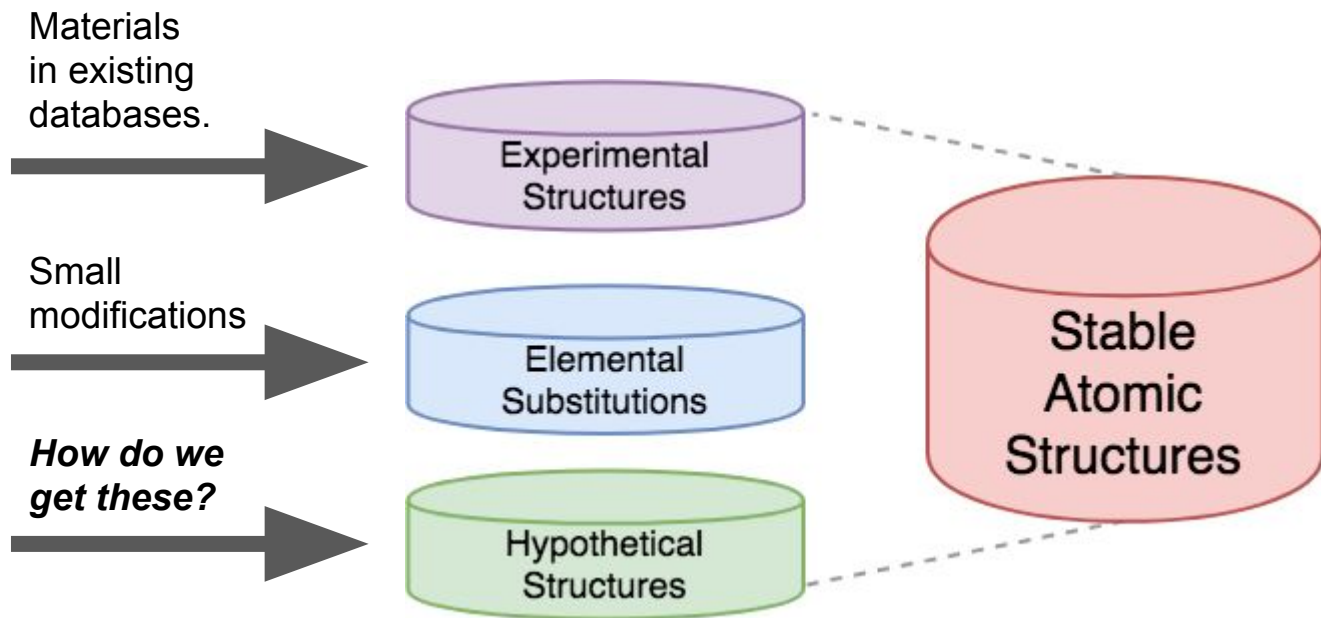 Materials
in existing
databases.
Experimental
Structures
Small
modifications
Elemental
Substitutions
How do we
get these?
Hypothetical
Structures
Stable
Atomic
Structures